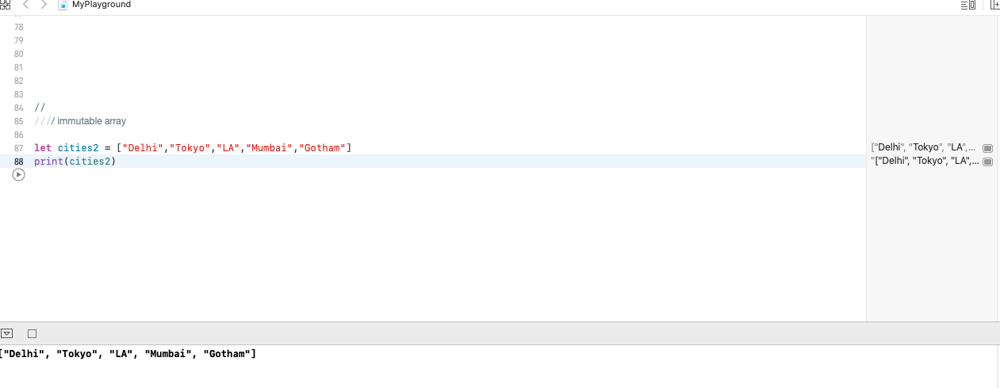 MyPlayground
78
79
80
81
82
83
84 //
85 //// immutable array
86
87 let cities2 = ["Delhi","Tokyo","LA","Mumbai","Gotham"] ["Delhi", "Tokyo", "LA",...
88 print(cities2) "["Delhi", "Tokyo", "LA",...
["Delhi", "Tokyo", "LA", "Mumbai", "Gotham"]